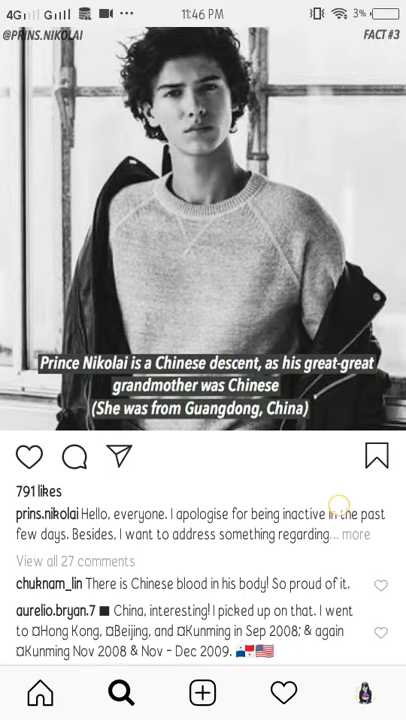 4G G 11:46 PM 3%
@PRINS.NIKOLAI FACT #3
Prince Nikolai is a Chinese descent, as his great-great
grandmother was Chinese
(She was from Guangdong, China)
791 likes
prins.nikolai Hello, everyone. I apologise for being inactive in the past
few days. Besides, I want to address something regarding... more
View all 27 comments
chuknam_lin There is Chinese blood in his body! So proud of it.
aurelio.bryan.7 ■ China, interesting! I picked up on that. I went
to ¤Hong Kong, ¤Beijing, and ¤Kunming in Sep 2008; & again
¤Kunming Nov 2008 & Nov - Dec 2009. 🇵🇦🇺🇸